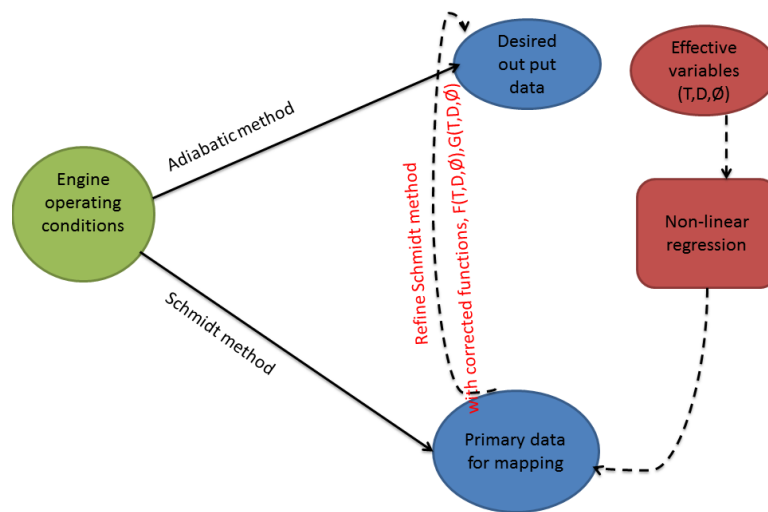 Desired
out put
data
Effective
variables
(T,D,Ø)
Adiabatic method
Engine
operating
conditions
Non-linear
regression
Refine Schmidt method
with corrected functions, F(T,D,Ø),G(T,D,Ø)
Schmidt method
Primary data
for mapping